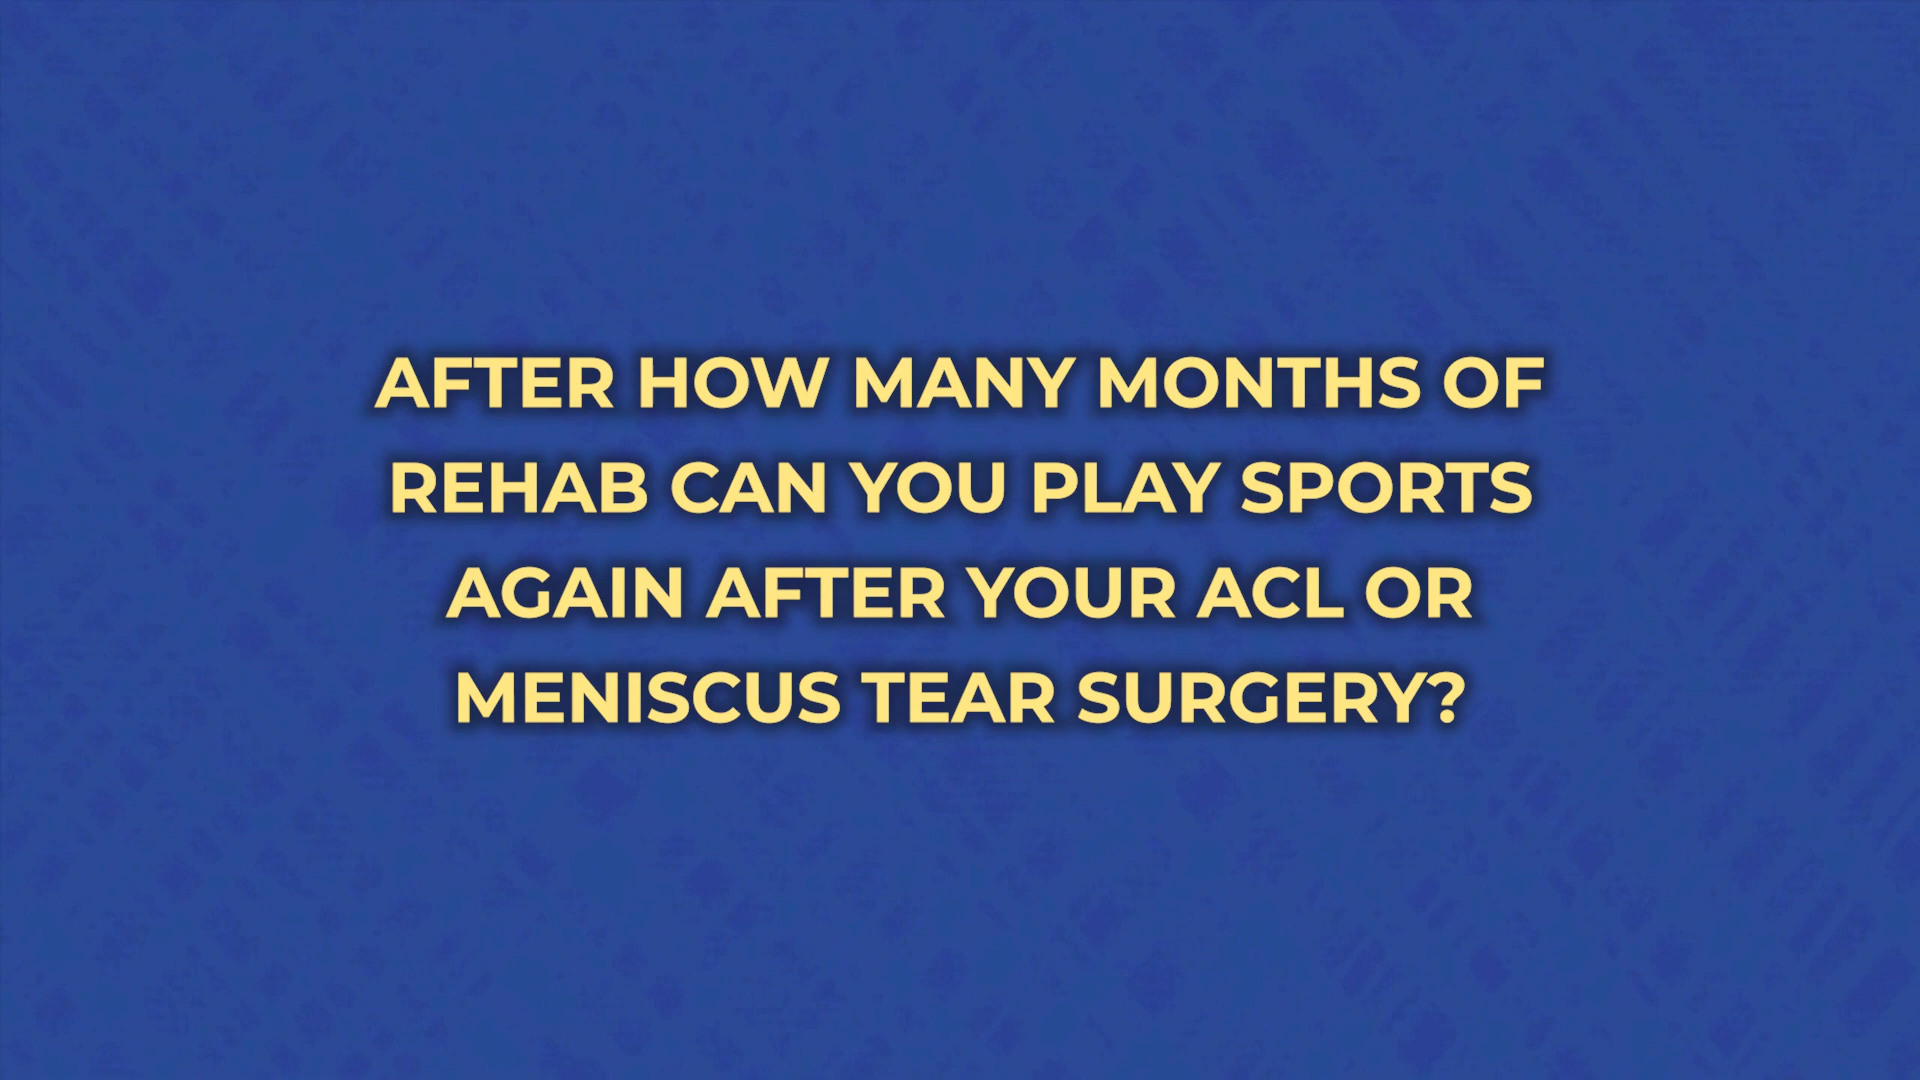 AFTER HOW MANY MONTHS OF
REHAB CAN YOU PLAY SPORTS
AGAIN AFTER YOUR ACL OR
MENISCUS TEAR SURGERY?